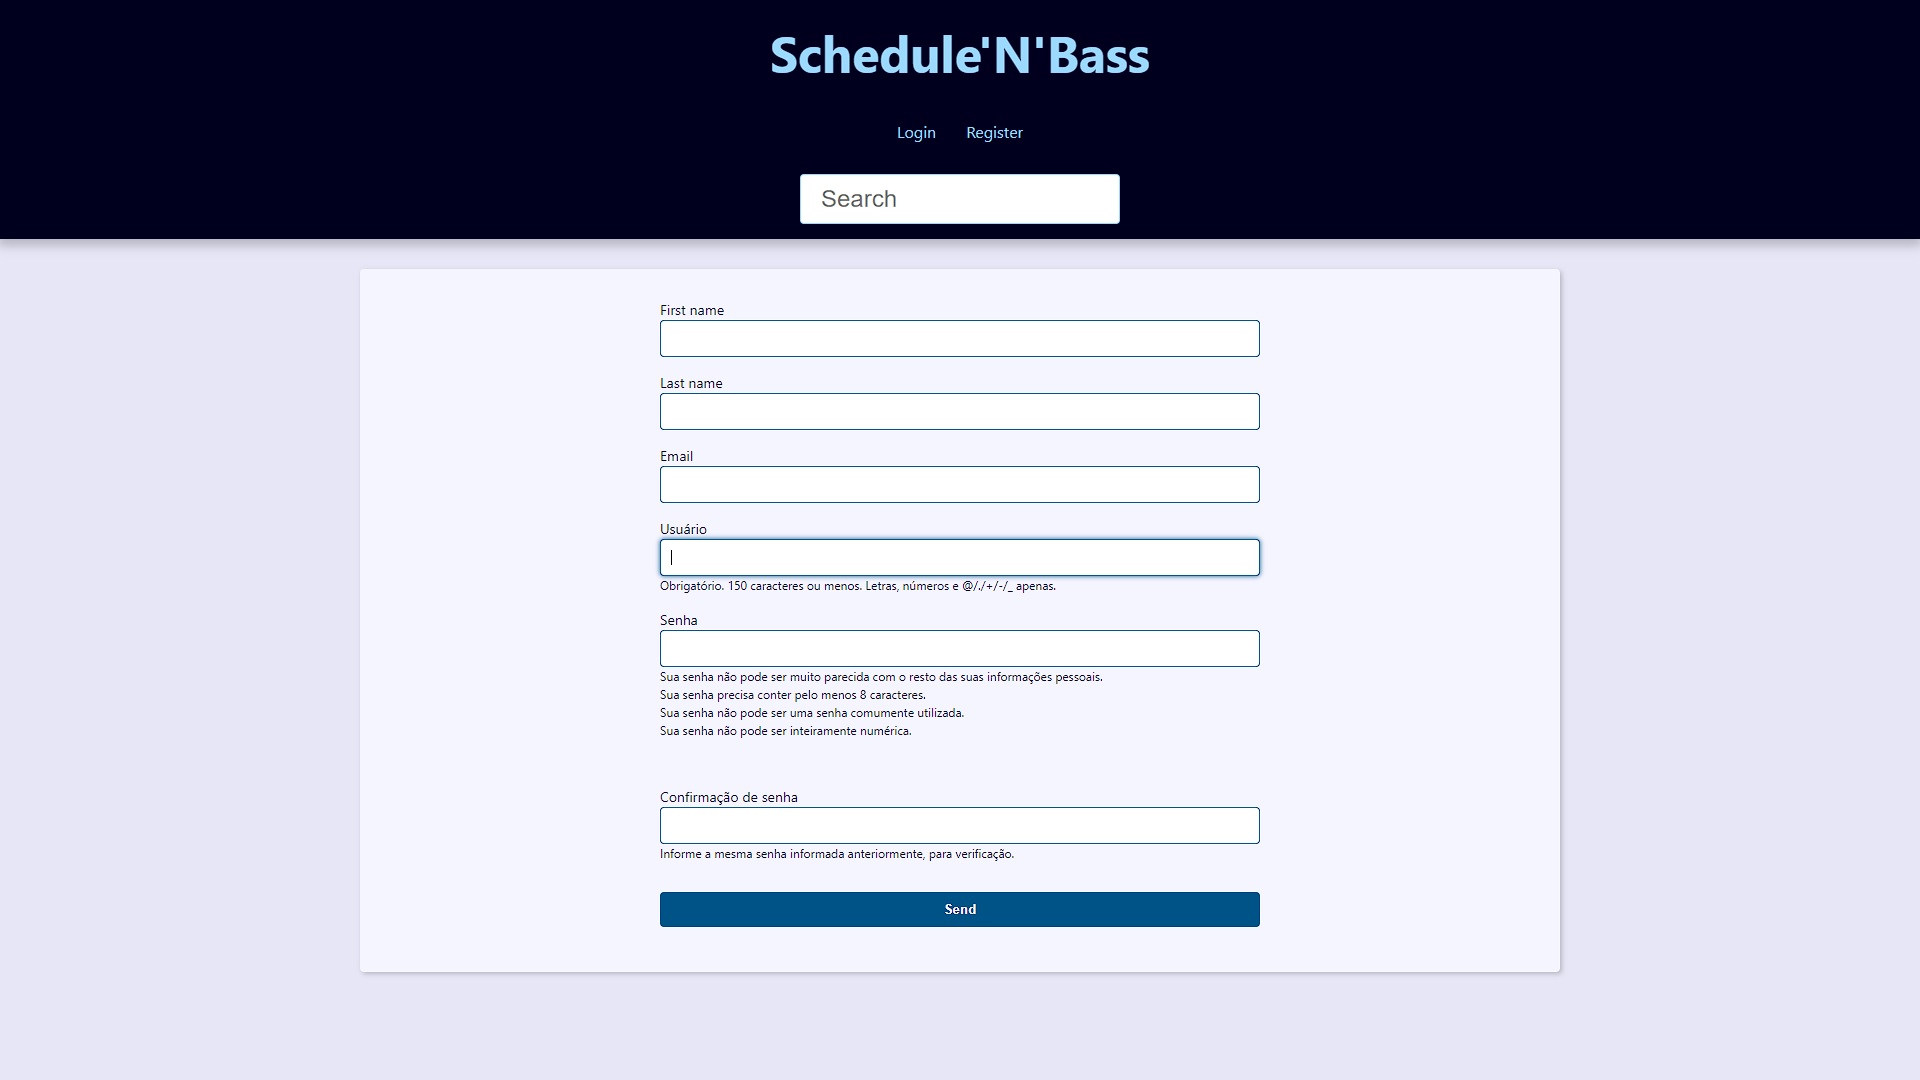 Schedule'N'Bass
Login Register
Search
First name
Last name
Email
Usuário
Obrigatório. 150 caracteres ou menos. Letras, números e @/./+/-/_ apenas.
Senha
Sua senha não pode ser muito parecida com o resto das suas informações pessoais.
Sua senha precisa conter pelo menos 8 caracteres.
Sua senha não pode ser uma senha comumente utilizada.
Sua senha não pode ser inteiramente numérica.
Confirmação de senha
Informe a mesma senha informada anteriormente, para verificação.
Send